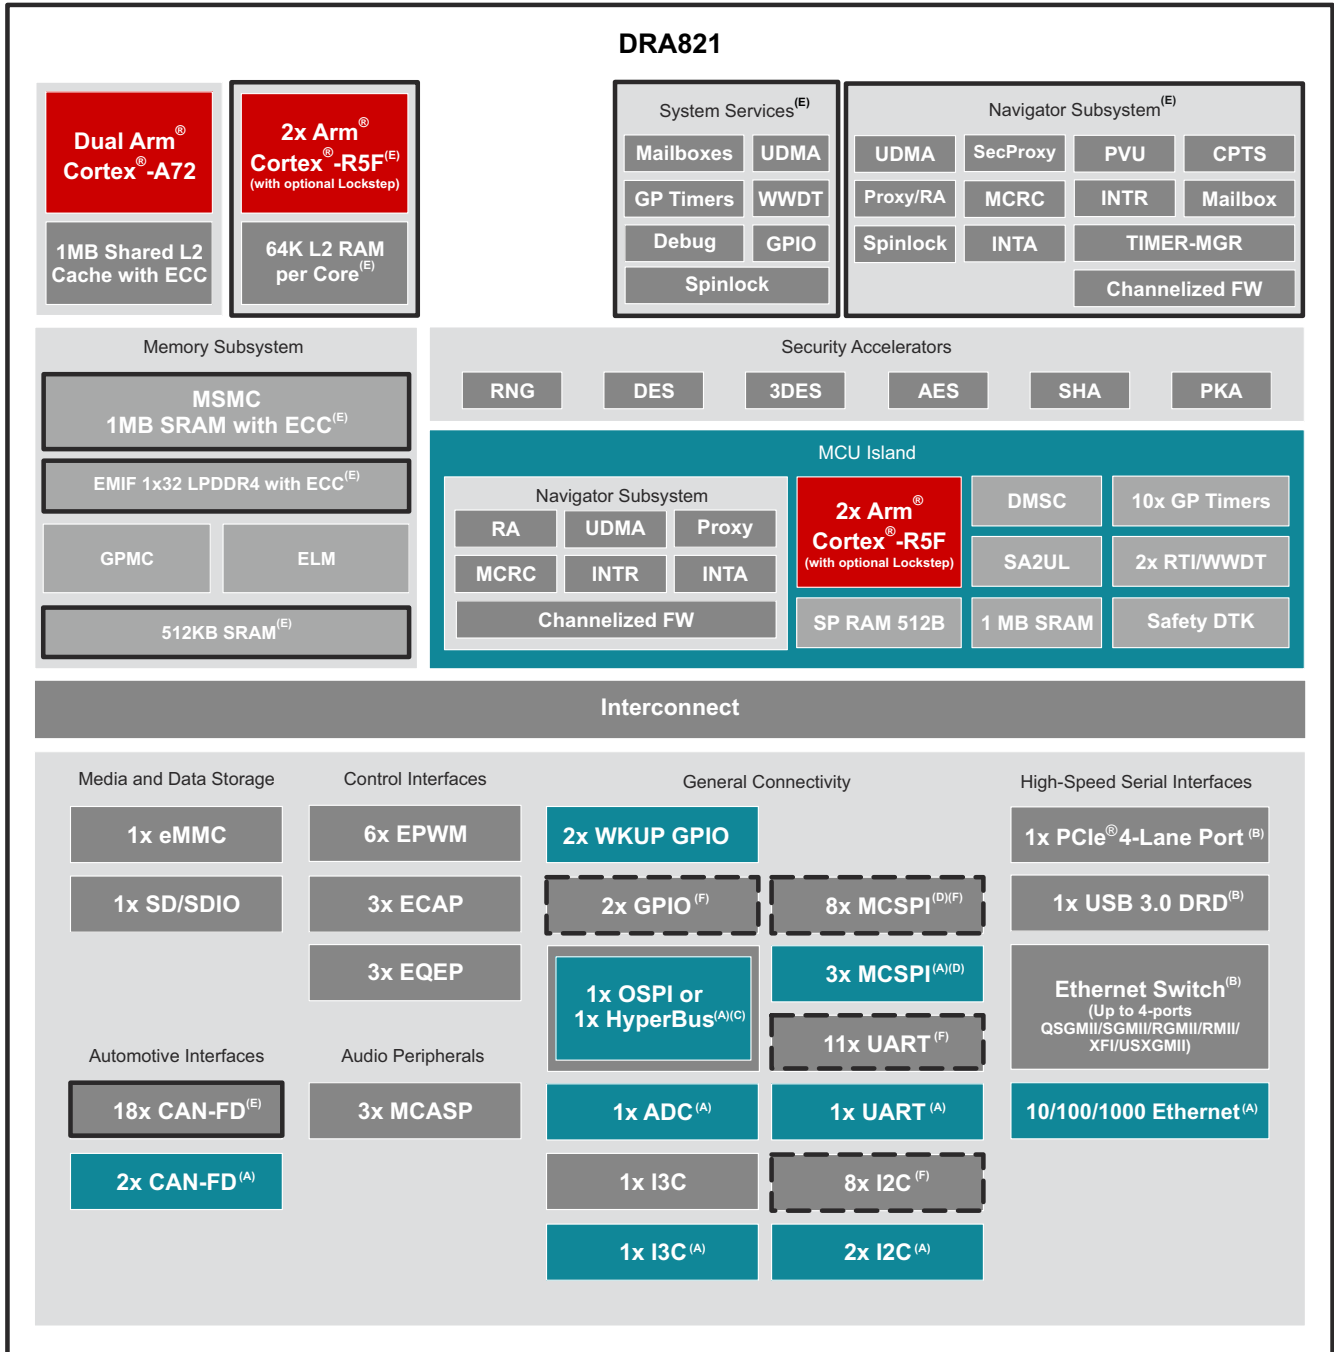 DRA821
Dual Arm®
Cortex®-A72
1MB Shared L2
Cache with ECC
2x Arm®
Cortex®-R5F(E)
(with optional Lockstep)
64K L2 RAM
per Core(E)
System Services(E)
Mailboxes
UDMA
GP Timers
WWDT
Debug
GPIO
Spinlock
Navigator Subsystem(E)
UDMA
SecProxy
PVU
CPTS
Proxy/RA
MCRC
INTR
Mailbox
Spinlock
INTA
TIMER-MGR
Channelized FW
Memory Subsystem
MSMC
1MB SRAM with ECC(E)
EMIF 1x32 LPDDR4 with ECC(E)
GPMC
ELM
512KB SRAM(E)
Security Accelerators
RNG
DES
3DES
AES
SHA
PKA
MCU Island
Navigator Subsystem
RA
UDMA
Proxy
MCRC
INTR
INTA
Channelized FW
2x Arm®
Cortex®-R5F
(with optional Lockstep)
SP RAM 512B
DMSC
10x GP Timers
SA2UL
2x RTI/WWDT
1 MB SRAM
Safety DTK
Interconnect
Media and Data Storage
1x eMMC
1x SD/SDIO
Automotive Interfaces
18x CAN-FD(E)
2x CAN-FD(A)
Control Interfaces
6x EPWM
3x ECAP
3x EQEP
Audio Peripherals
3x MCASP
General Connectivity
2x WKUP GPIO
2x GPIO(F)
8x MCSPI(D)(F)
1x OSPI or
1x HyperBus(A)(C)
3x MCSPI(A)(D)
11x UART(F)
1x ADC(A)
1x UART(A)
1x I3C
8x I2C(F)
1x I3C(A)
2x I2C(A)
High-Speed Serial Interfaces
1x PCIe® 4-Lane Port(B)
1x USB 3.0 DRD(B)
Ethernet Switch(B)
(Up to 4-ports
QSGMII/SGMII/RGMII/RMII/
XFI/USXGMII)
10/100/1000 Ethernet(A)